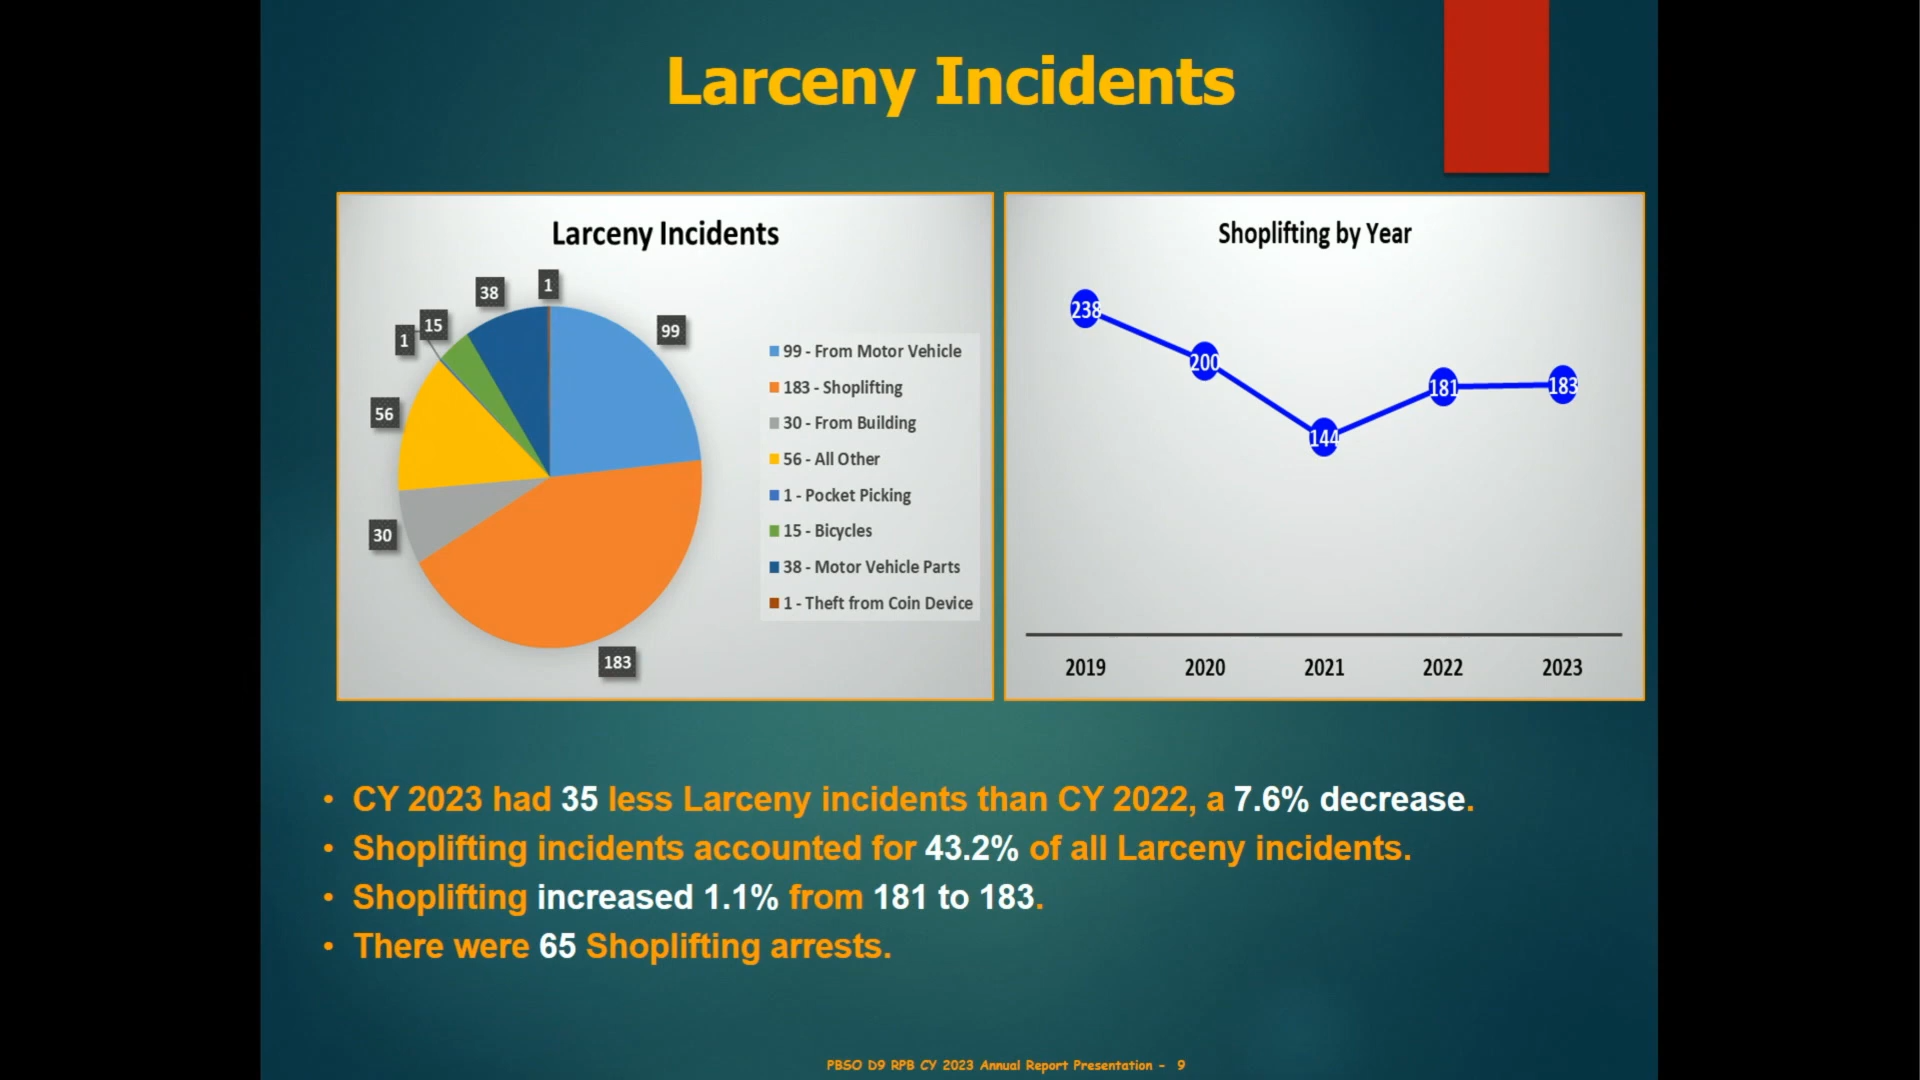 Larceny Incidents
Larceny Incidents
1
38
15
1
99
56
30
183
99 - From Motor Vehicle
183 - Shoplifting
30 - From Building
56 - All Other
1 - Pocket Picking
15 - Bicycles
38 - Motor Vehicle Parts
1 - Theft from Coin Device
Shoplifting by Year
238
200
144
181
183
2019 2020 2021 2022 2023
• CY 2023 had 35 less Larceny incidents than CY 2022, a 7.6% decrease.
• Shoplifting incidents accounted for 43.2% of all Larceny incidents.
• Shoplifting increased 1.1% from 181 to 183.
• There were 65 Shoplifting arrests.
PBSO D9 RPB CY 2023 Annual Report Presentation - 9